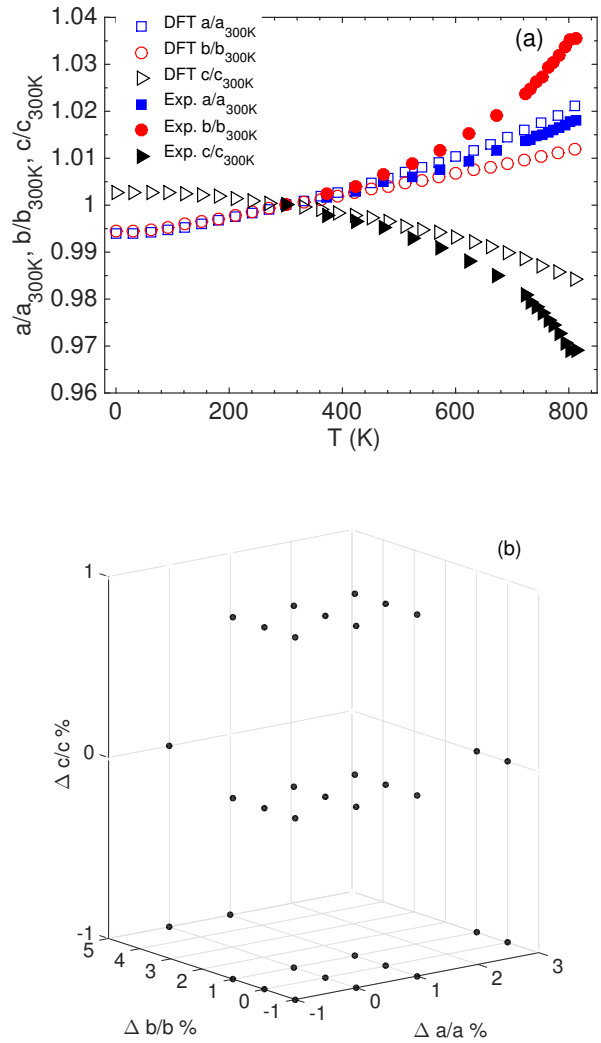 (a)
DFT a/a300K
DFT b/b300K
DFT c/c300K
Exp. a/a300K
Exp. b/b300K
Exp. c/c300K
1.04
1.03
1.02
1.01
1
0.99
0.98
0.97
0.96
a/a300K, b/b300K, c/c300K
0 200 400 600 800
T (K)
(b)
1
0
-1
Δ c/c %
5 4 3 2 1 0 -1
Δ b/b %
-1 0 1 2 3
Δ a/a %